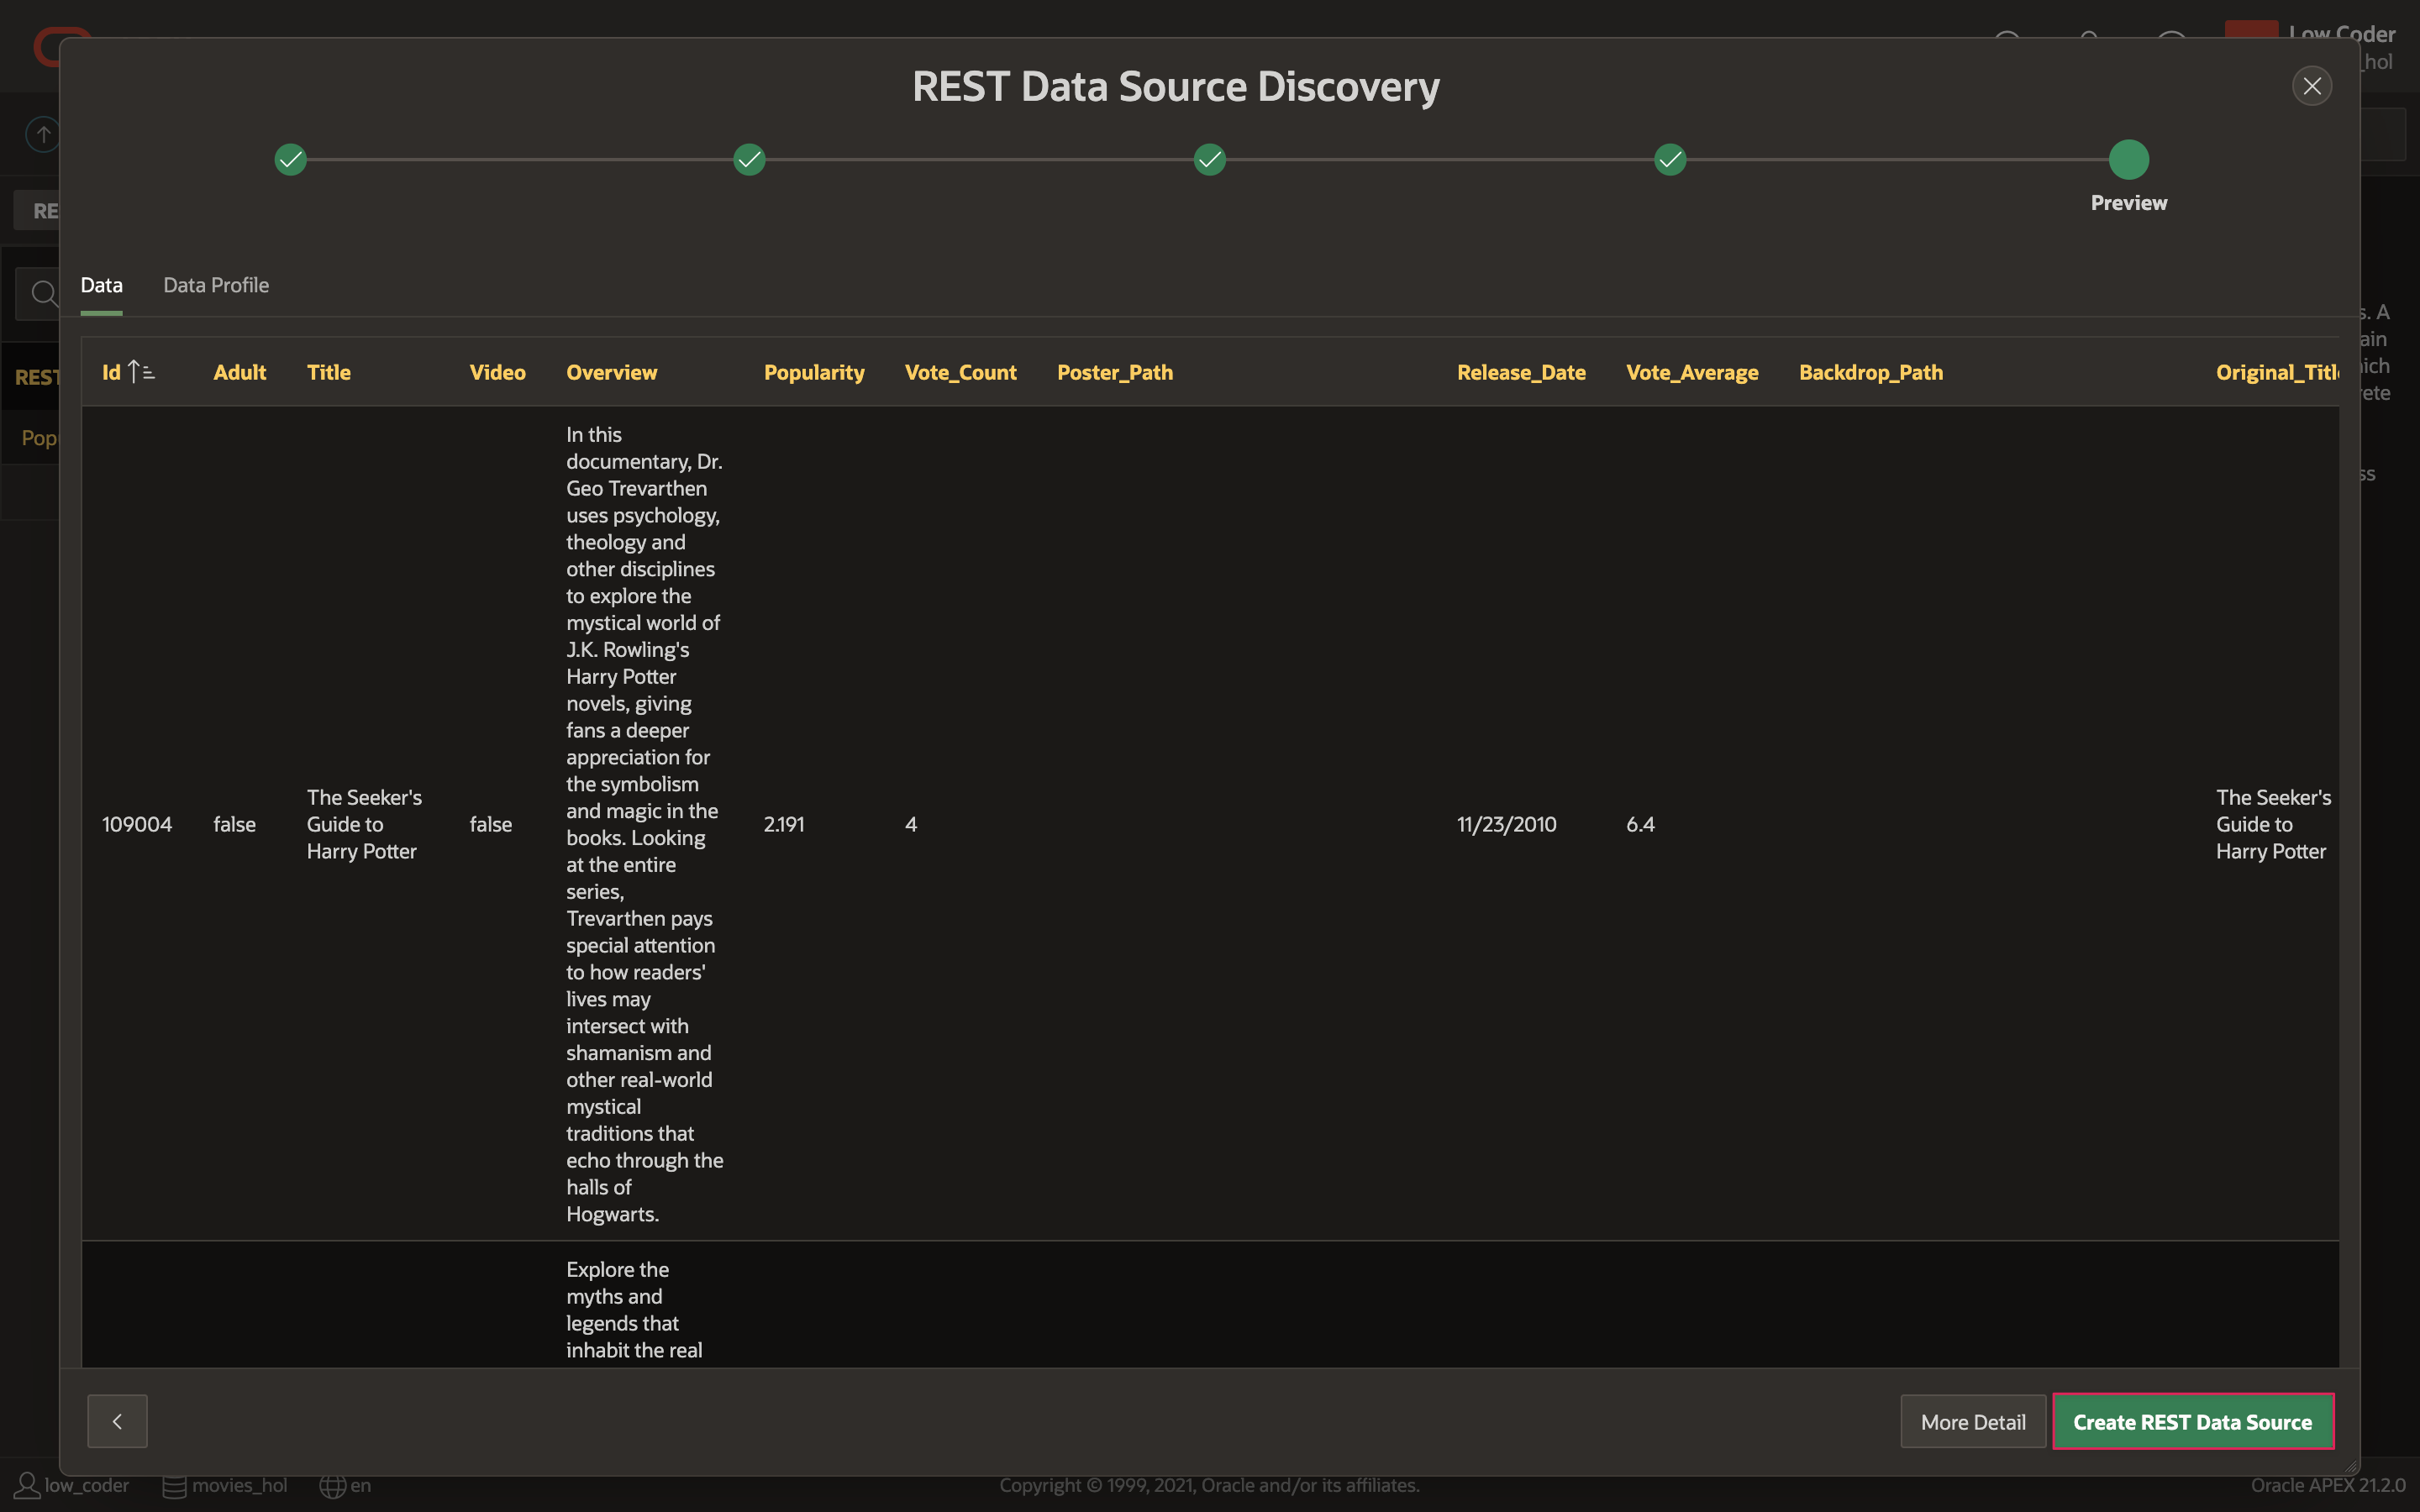 Low Coder
_hol
REST Data Source Discovery
Preview
RE
Data
Data Profile
s. A
ain
ich
ete
ss
REST
Pop
Id
Adult
Title
Video
Overview
Popularity
Vote_Count
Poster_Path
Release_Date
Vote_Average
Backdrop_Path
Original_Title
109004
false
The Seeker's
Guide to
Harry Potter
false
In this
documentary, Dr.
Geo Trevarthen
uses psychology,
theology and
other disciplines
to explore the
mystical world of
J.K. Rowling's
Harry Potter
novels, giving
fans a deeper
appreciation for
the symbolism
and magic in the
books. Looking
at the entire
series,
Trevarthen pays
special attention
to how readers'
lives may
intersect with
shamanism and
other real-world
mystical
traditions that
echo through the
halls of
Hogwarts.
2.191
4
11/23/2010
6.4
The Seeker's
Guide to
Harry Potter
Explore the
myths and
legends that
inhabit the real
More Detail
Create REST Data Source
low_coder
movies_hol
en
Copyright © 1999, 2021, Oracle and/or its affiliates.
Oracle APEX 21.2.0